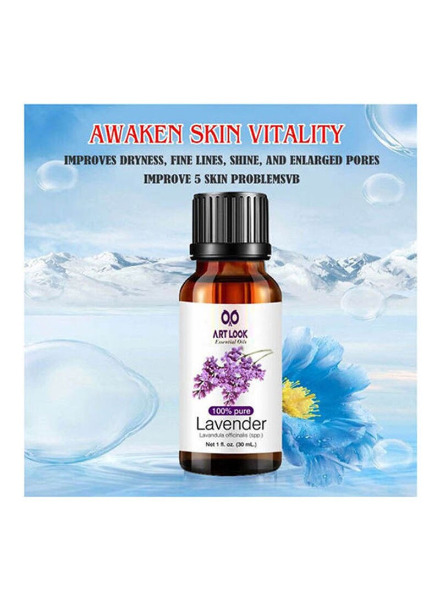 AWAKEN SKIN VITALITY
IMPROVES DRYNESS, FINE LINES, SHINE, AND ENLARGED PORES
IMPROVE 5 SKIN PROBLEMSVB
ART LOOK
Essential Oils
100% pure
Lavender
Lavandula officinalis (spp.)
Net 1 fl. oz. (30 mL.)